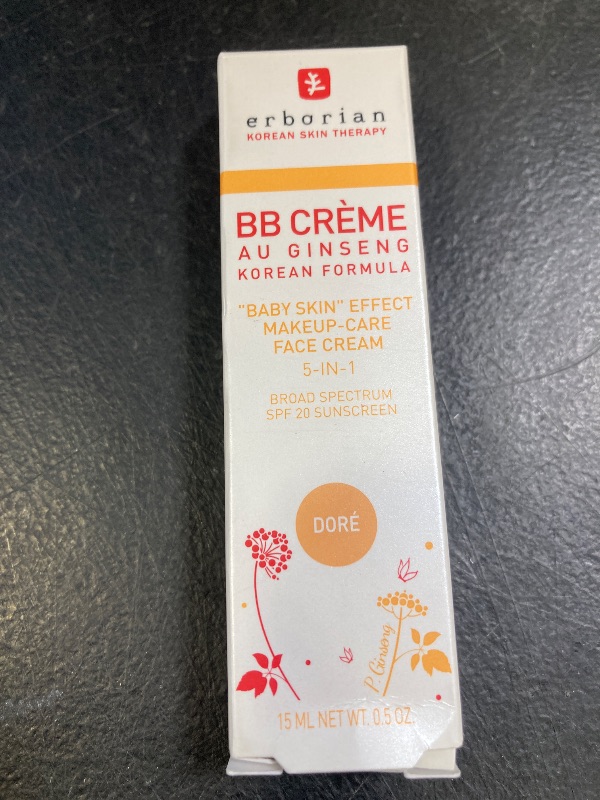 erborian
KOREAN SKIN THERAPY
BB CRÈME
AU GINSENG
KOREAN FORMULA
"BABY SKIN" EFFECT
MAKEUP-CARE
FACE CREAM
5-IN-1
BROAD SPECTRUM
SPF 20 SUNSCREEN
DORÉ
P. Ginseng
15 ML NET WT. 0.5 OZ.